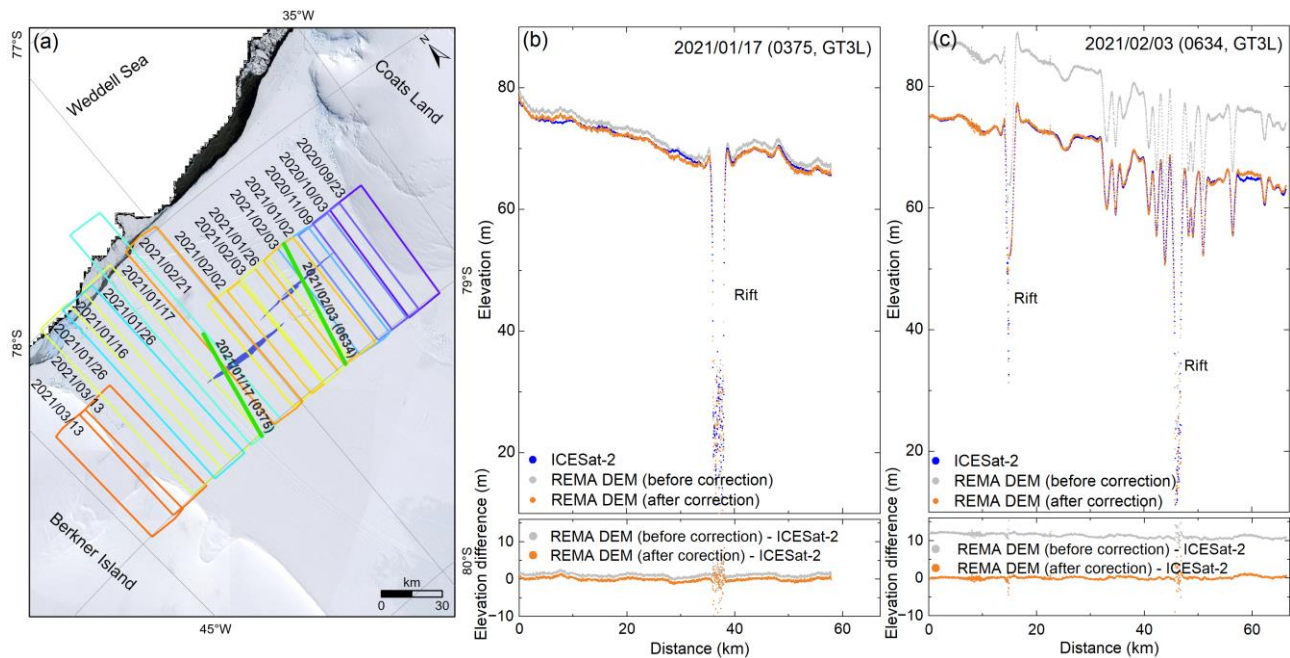 (a)
35°W
77°S
N
Weddell Sea
Coats Land
2020/09/23
2020/10/03
2020/11/09
2021/01/02
2021/02/03
2021/01/26
2021/02/03
2021/02/02
2021/02/21
2021/01/17
2021/01/26
2021/01/16
2021/01/26
2021/03/13
2021/03/13
2021/02/03 (0634)
2021/01/17 (0375)
79°S
78°S
80°S
Berkner Island
km
0 30
45°W
(b)
2021/01/17 (0375, GT3L)
Elevation (m)
80
60
40
20
Rift
ICESat-2
REMA DEM (before correction)
REMA DEM (after correction)
Elevation difference (m)
10
0
−10
REMA DEM (before correction) - ICESat-2
REMA DEM (after corection) - ICESat-2
0 20 40 60
Distance (km)
(c)
2021/02/03 (0634, GT3L)
Elevation (m)
80
60
40
20
Rift
Rift
ICESat-2
REMA DEM (before correction)
REMA DEM (after correction)
Elevation difference (m)
10
0
−10
REMA DEM (before correction) - ICESat-2
REMA DEM (after corection) - ICESat-2
0 20 40 60
Distance (km)